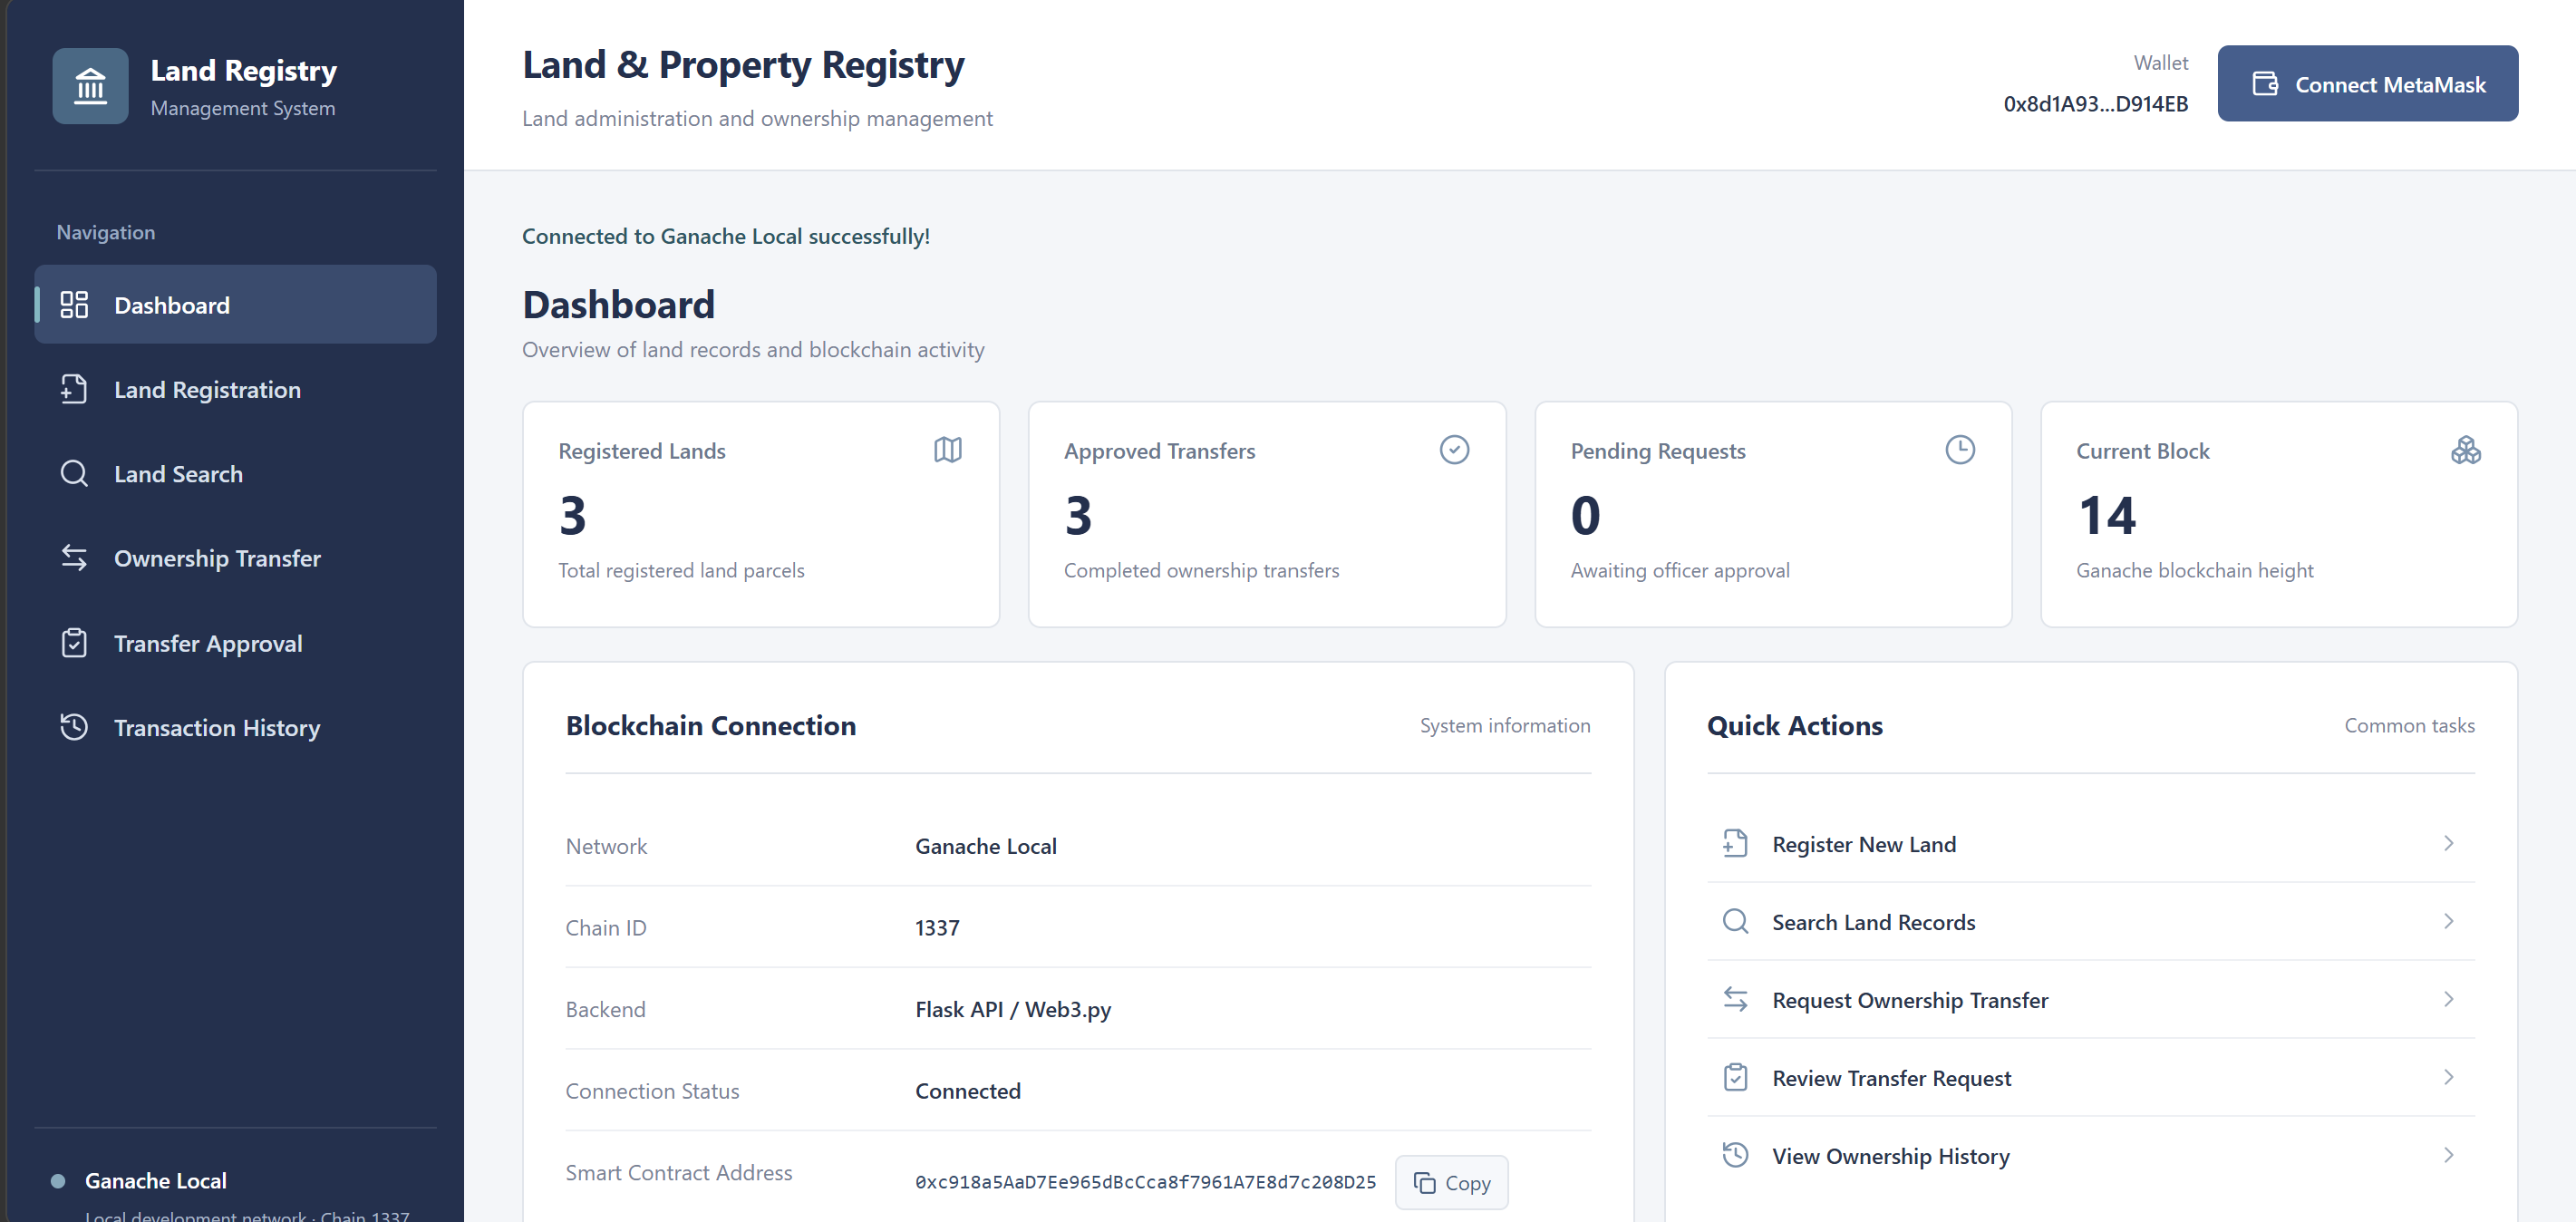 Land Registry
Management System
Navigation
Dashboard
Land Registration
Land Search
Ownership Transfer
Transfer Approval
Transaction History
Ganache Local
Local development network · Chain 1337
Land & Property Registry
Land administration and ownership management
Wallet
0x8d1A93...D914EB
Connect MetaMask
Connected to Ganache Local successfully!
Dashboard
Overview of land records and blockchain activity
Registered Lands
3
Total registered land parcels
Approved Transfers
3
Completed ownership transfers
Pending Requests
0
Awaiting officer approval
Current Block
14
Ganache blockchain height
Blockchain Connection
System information
Network
Ganache Local
Chain ID
1337
Backend
Flask API / Web3.py
Connection Status
Connected
Smart Contract Address
0xc918a5AaD7Ee965dBcCca8f7961A7E8d7c208D25
Copy
Quick Actions
Common tasks
Register New Land
Search Land Records
Request Ownership Transfer
Review Transfer Request
View Ownership History